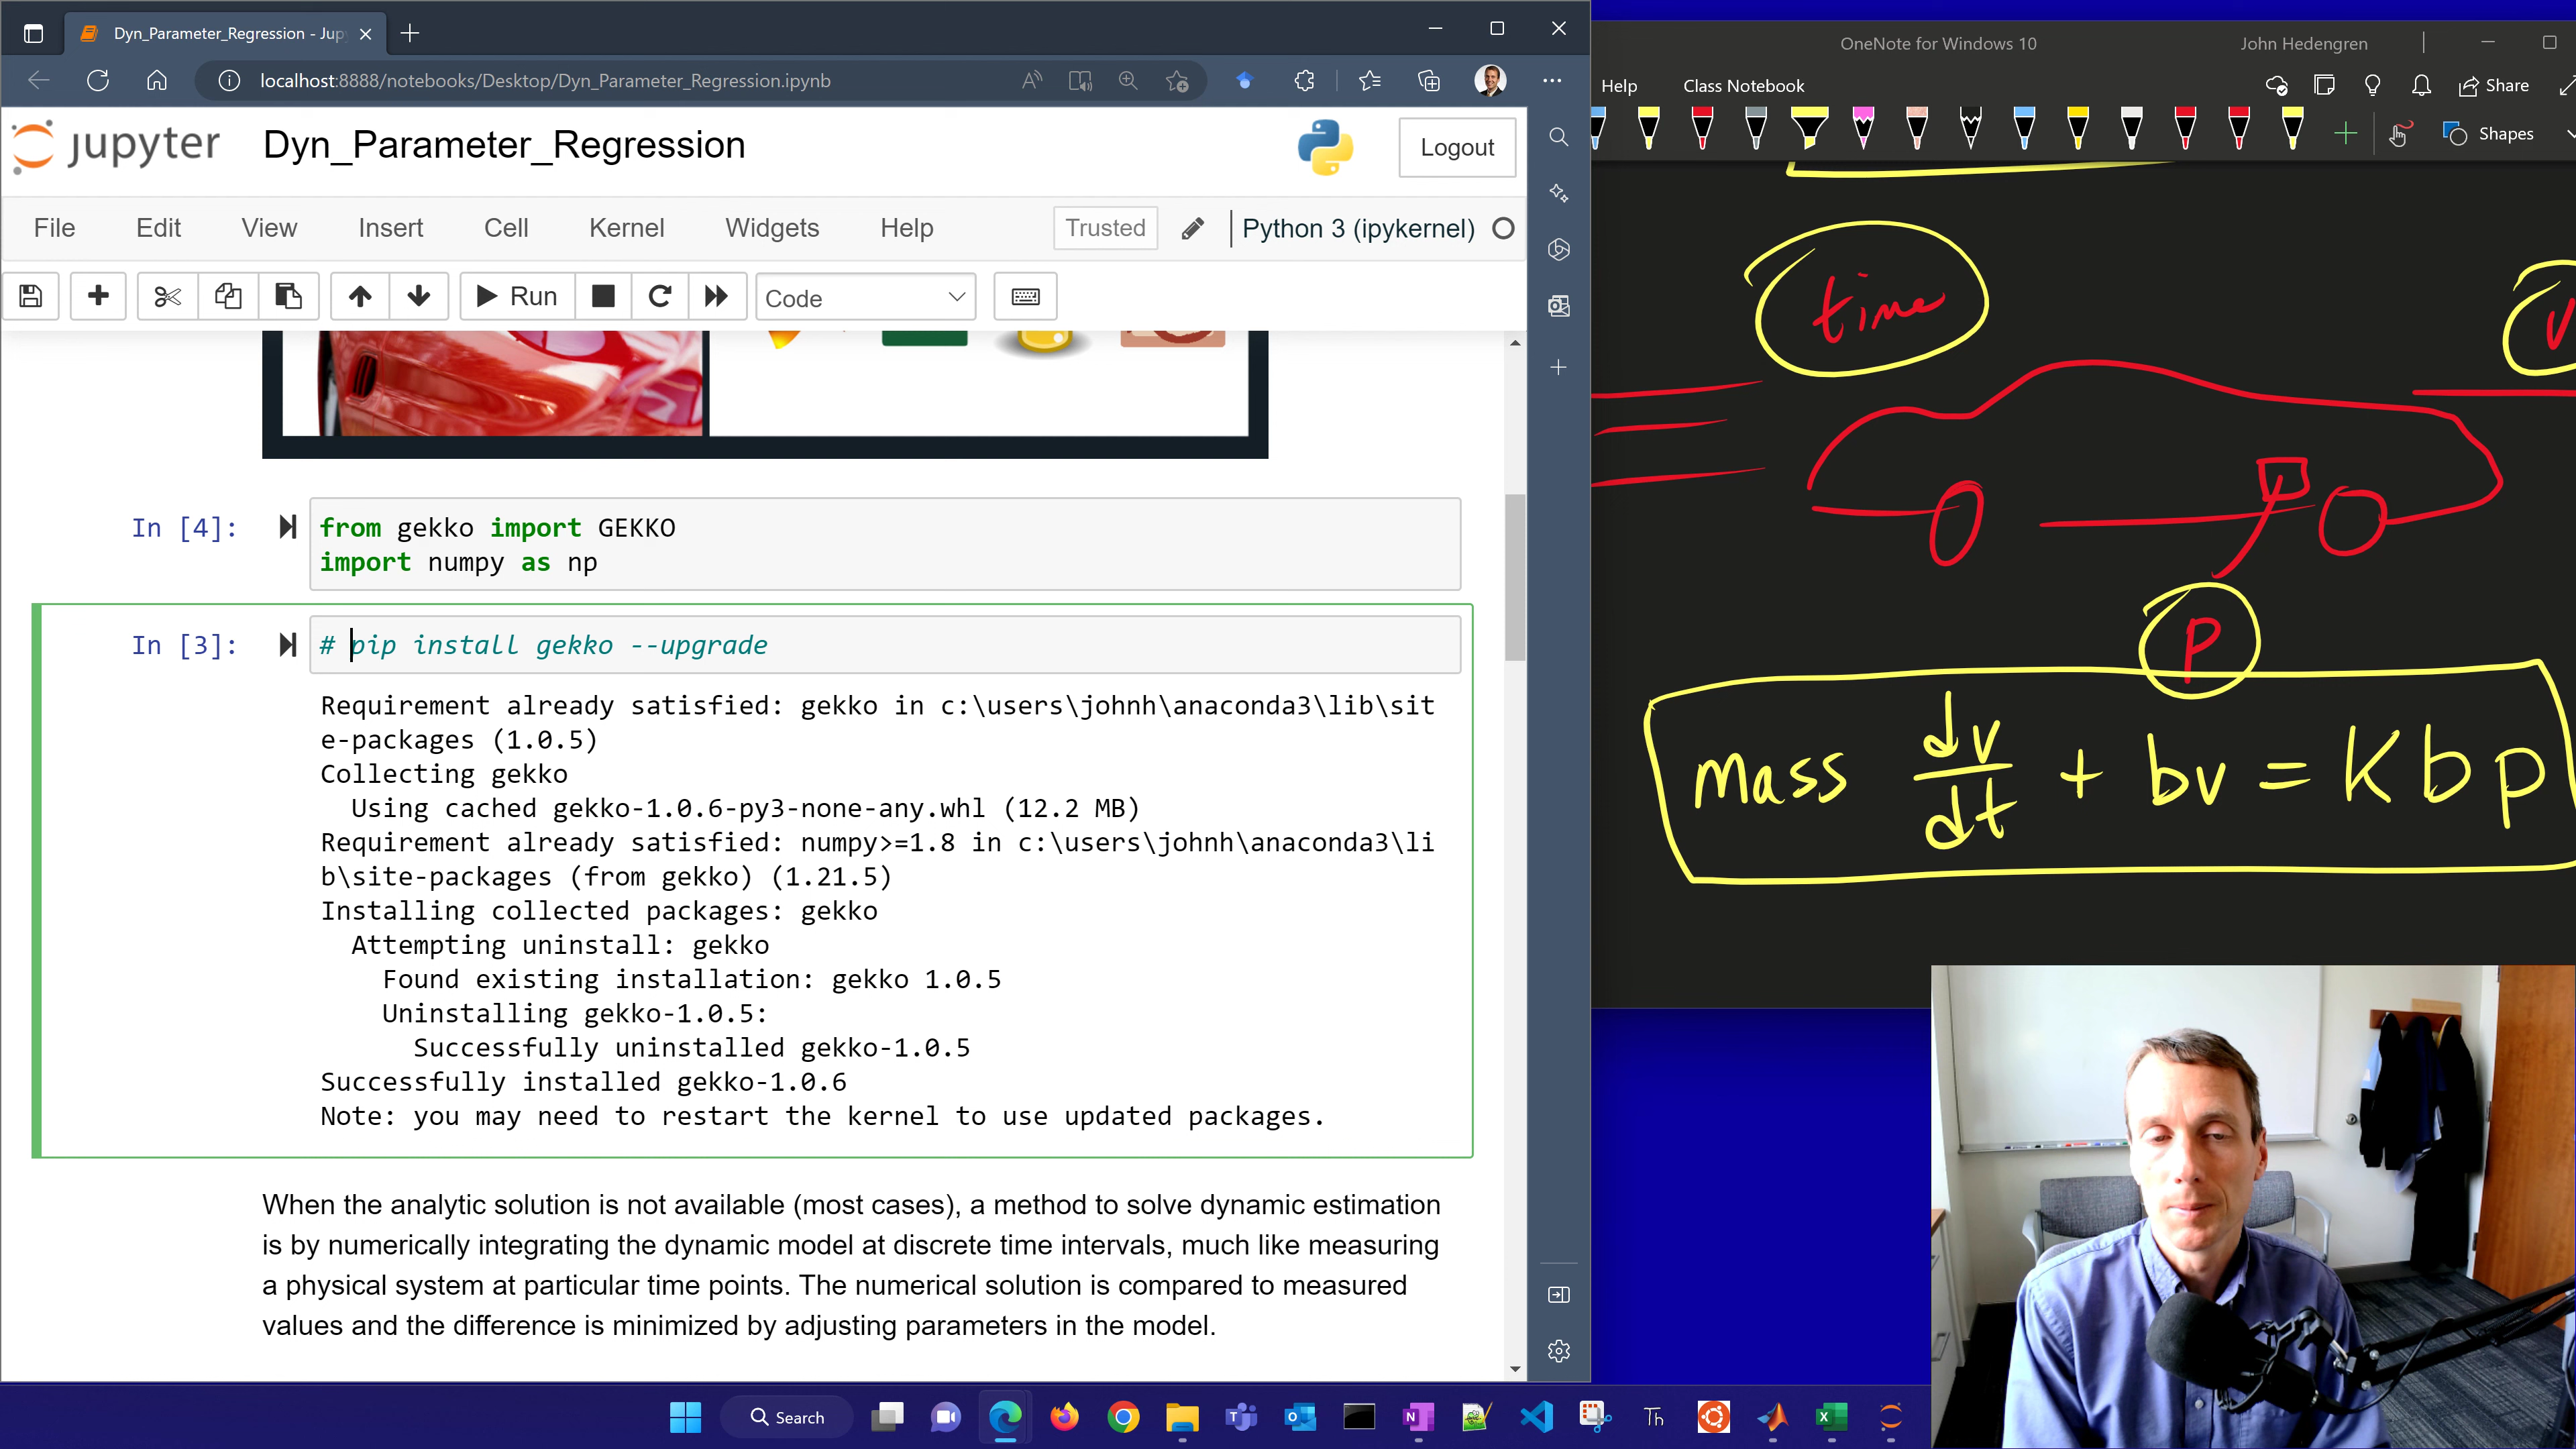 Dyn_Parameter_Regression - Jup
localhost:8888/notebooks/Desktop/Dyn_Parameter_Regression.ipynb
jupyter
Dyn_Parameter_Regression
Logout
File Edit View Insert Cell Kernel Widgets Help
Trusted
Python 3 (ipykernel)
Run
Code
In [4]:
from gekko import GEKKO
import numpy as np
In [3]:
# pip install gekko --upgrade
Requirement already satisfied: gekko in c:\users\johnh\anaconda3\lib\sit
e-packages (1.0.5)
Collecting gekko
Using cached gekko-1.0.6-py3-none-any.whl (12.2 MB)
Requirement already satisfied: numpy>=1.8 in c:\users\johnh\anaconda3\li
b\site-packages (from gekko) (1.21.5)
Installing collected packages: gekko
Attempting uninstall: gekko
Found existing installation: gekko 1.0.5
Uninstalling gekko-1.0.5:
Successfully uninstalled gekko-1.0.5
Successfully installed gekko-1.0.6
Note: you may need to restart the kernel to use updated packages.
When the analytic solution is not available (most cases), a method to solve dynamic estimation
is by numerically integrating the dynamic model at discrete time intervals, much like measuring
a physical system at particular time points. The numerical solution is compared to measured
values and the difference is minimized by adjusting parameters in the model.
OneNote for Windows 10
John Hedengren
Help Class Notebook
Share
Shapes
time
v
p
mass dv/dt + bv = K b p
Search
Th